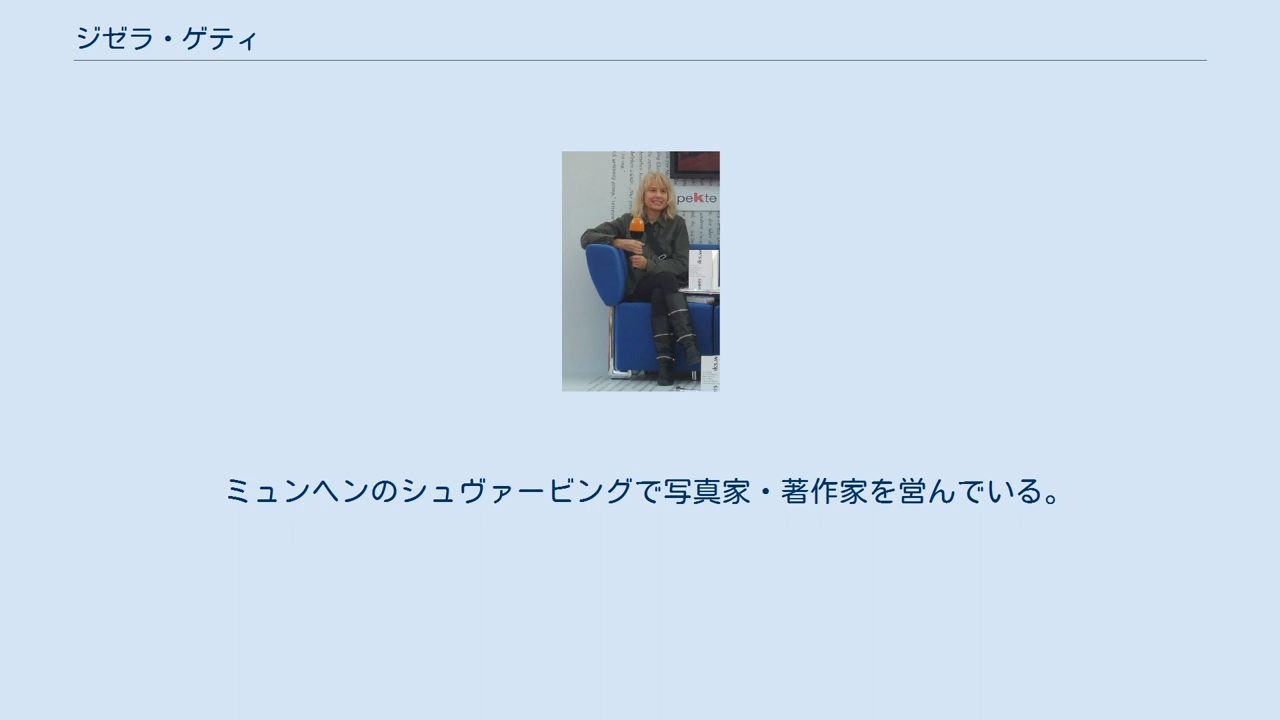 ジゼラ・ゲティ
pekte
ミュンヘンのシュヴァービングで写真家・著作家を営んでいる。